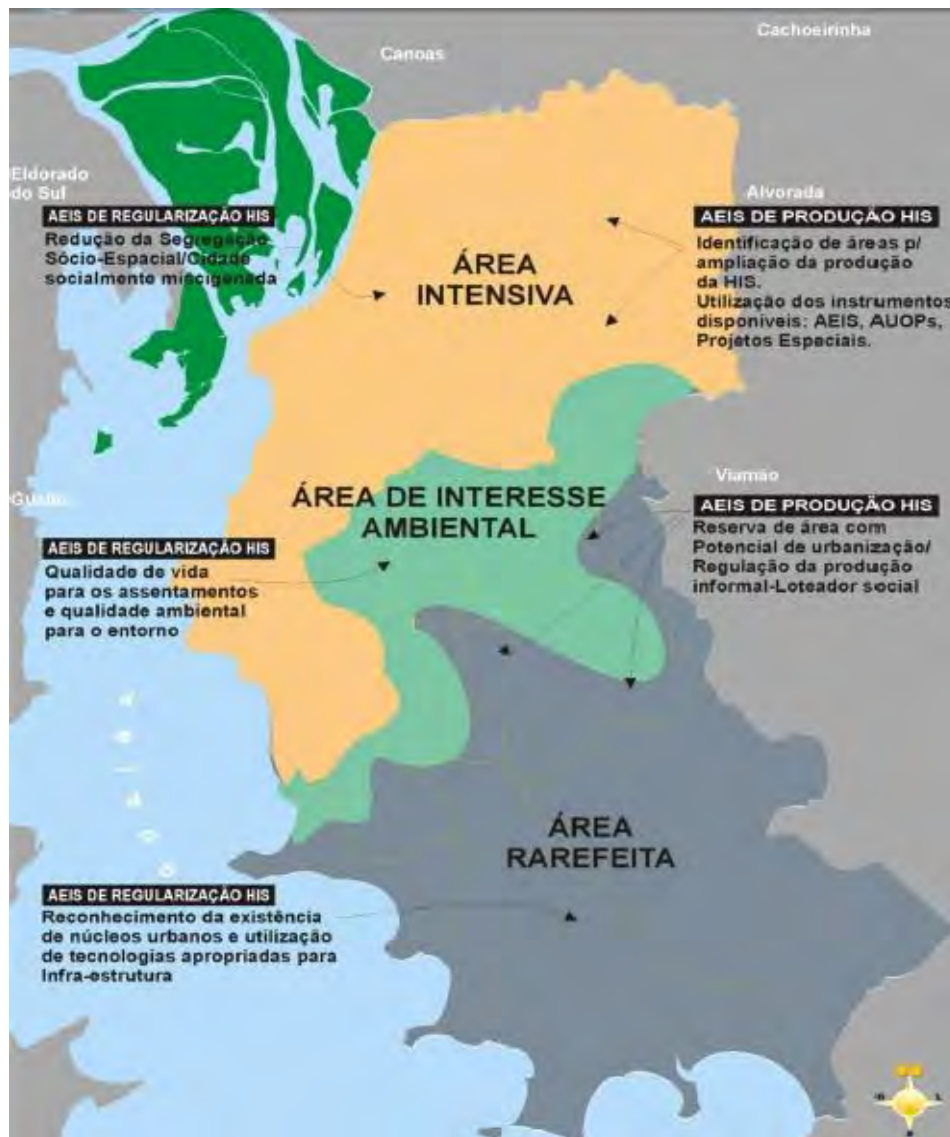 Canoas
Cachoeirinha
Eldorado
do Sul
Alvorada
AEIS DE REGULARIZAÇÃO HIS
Redução da Segregação
Sócio-Espacial/Cidade
socialmente miscigenada
AEIS DE PRODUÇÃO HIS
Identificação de áreas p/
ampliação da produção
da HIS.
Utilização dos instrumentos
disponíveis: AEIS, AUOPs,
Projetos Especiais.
ÁREA
INTENSIVA
Viamão
ÁREA DE INTERESSE
AMBIENTAL
AEIS DE PRODUÇÃO HIS
Reserva de área com
Potencial de urbanização/
Regulação da produção
informal-Loteador social
AEIS DE REGULARIZAÇÃO HIS
Qualidade de vida
para os assentamentos
e qualidade ambiental
para o entorno
ÁREA
RAREFEITA
AEIS DE REGULARIZAÇÃO HIS
Reconhecimento da existência
de núcleos urbanos e utilização
de tecnologias apropriadas para
Infra-estrutura